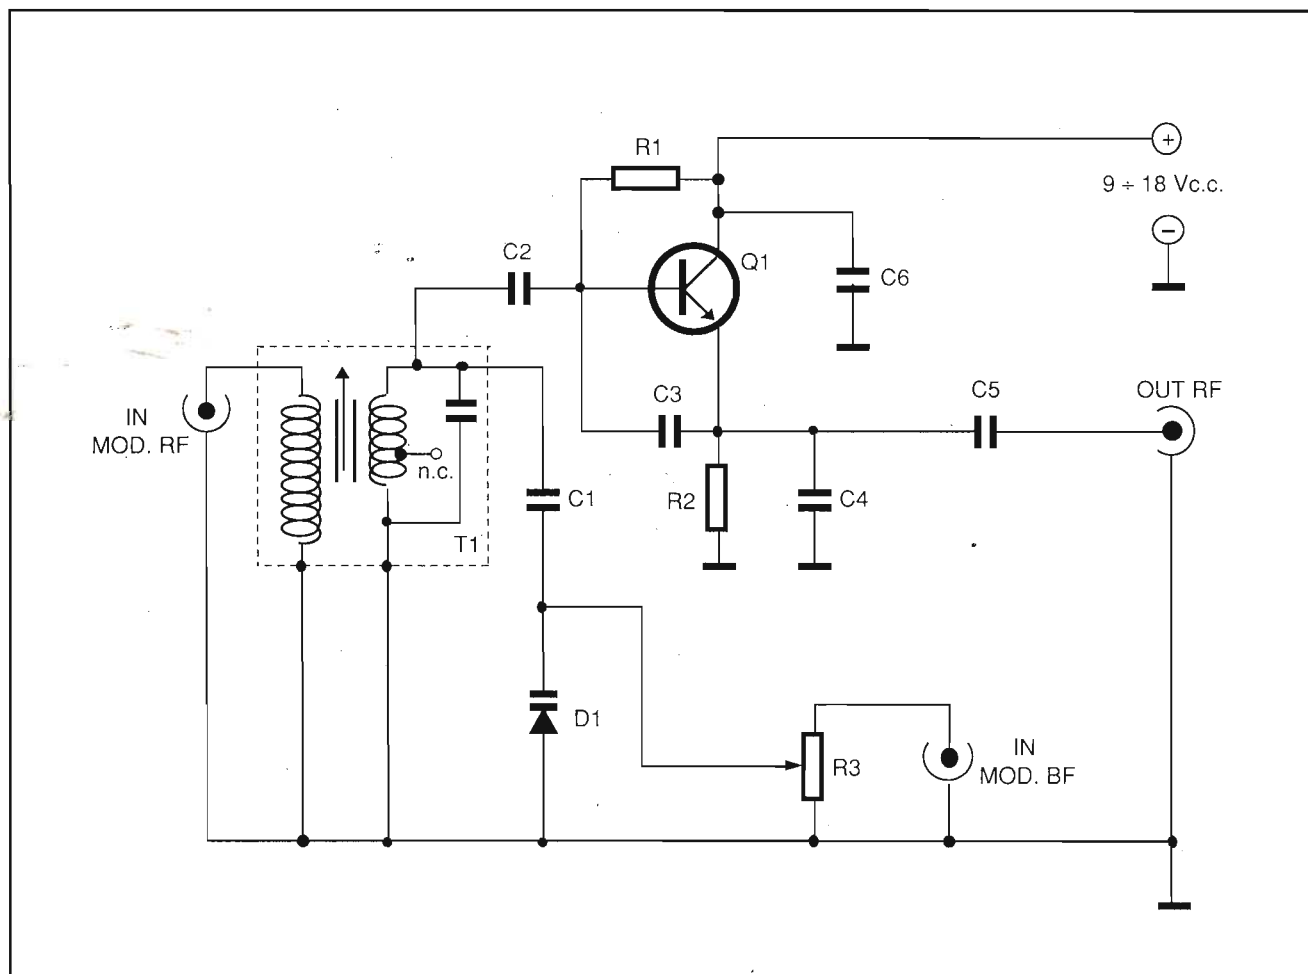 R1
+
9 ÷ 18 Vc.c.
−
C2
Q1
C6
IN
MOD. RF
C3
C5
OUT RF
n.c.
C1
R2
C4
T1
D1
R3
IN
MOD. BF